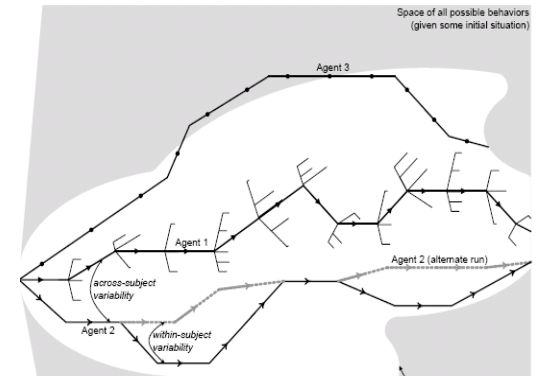 Space of all possible behaviors
(given some initial situation)
Agent 3
Agent 1
Agent 2 (alternate run)
across-subject
variability
Agent 2
within-subject
variability